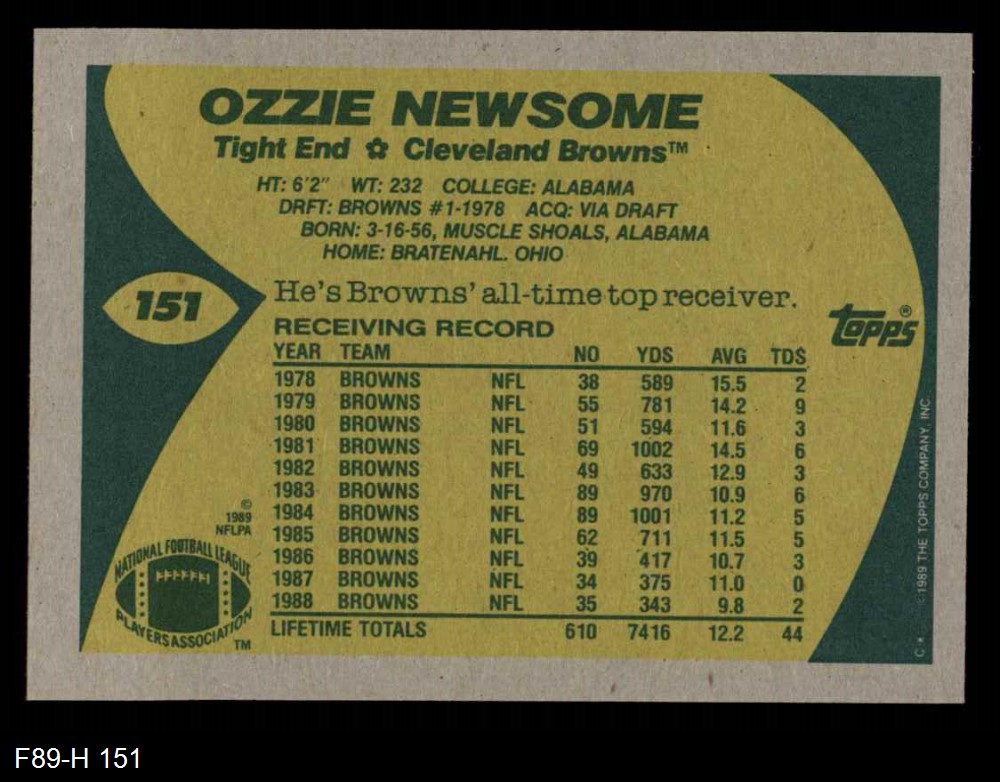 OZZIE NEWSOME
Tight End ✿ Cleveland Browns™
HT: 6'2" WT: 232 COLLEGE: ALABAMA
DRFT: BROWNS #1-1978 ACQ: VIA DRAFT
BORN: 3-16-56, MUSCLE SHOALS, ALABAMA
HOME: BRATENAHL. OHIO
151
He's Browns' all-time top receiver.
topps®
RECEIVING RECORD
YEAR TEAM NO YDS AVG TDS
1978 BROWNS NFL 38 589 15.5 2
1979 BROWNS NFL 55 781 14.2 9
1980 BROWNS NFL 51 594 11.6 3
1981 BROWNS NFL 69 1002 14.5 6
1982 BROWNS NFL 49 633 12.9 3
1983 BROWNS NFL 89 970 10.9 6
1984 BROWNS NFL 89 1001 11.2 5
1985 BROWNS NFL 62 711 11.5 5
1986 BROWNS NFL 39 417 10.7 3
1987 BROWNS NFL 34 375 11.0 0
1988 BROWNS NFL 35 343 9.8 2
LIFETIME TOTALS 610 7416 12.2 44
©
1989
NFLPA
NATIONAL FOOTBALL LEAGUE
PLAYERS ASSOCIATION
TM
C* 1989 THE TOPPS COMPANY, INC.
F89-H 151